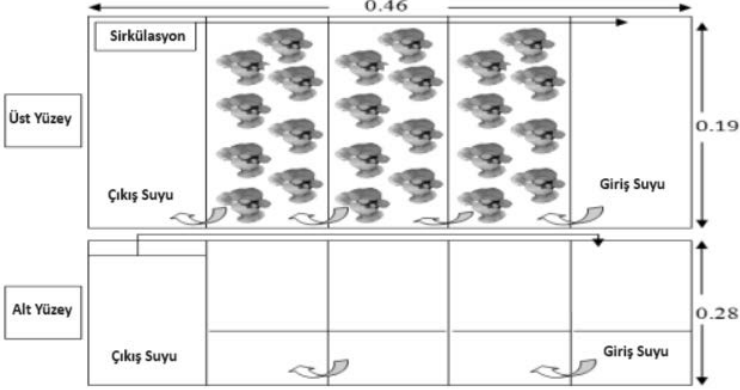 0.46
Sirkülasyon
Üst Yüzey
0.19
Çıkış Suyu
Giriş Suyu
Alt Yüzey
0.28
Çıkış Suyu
Giriş Suyu